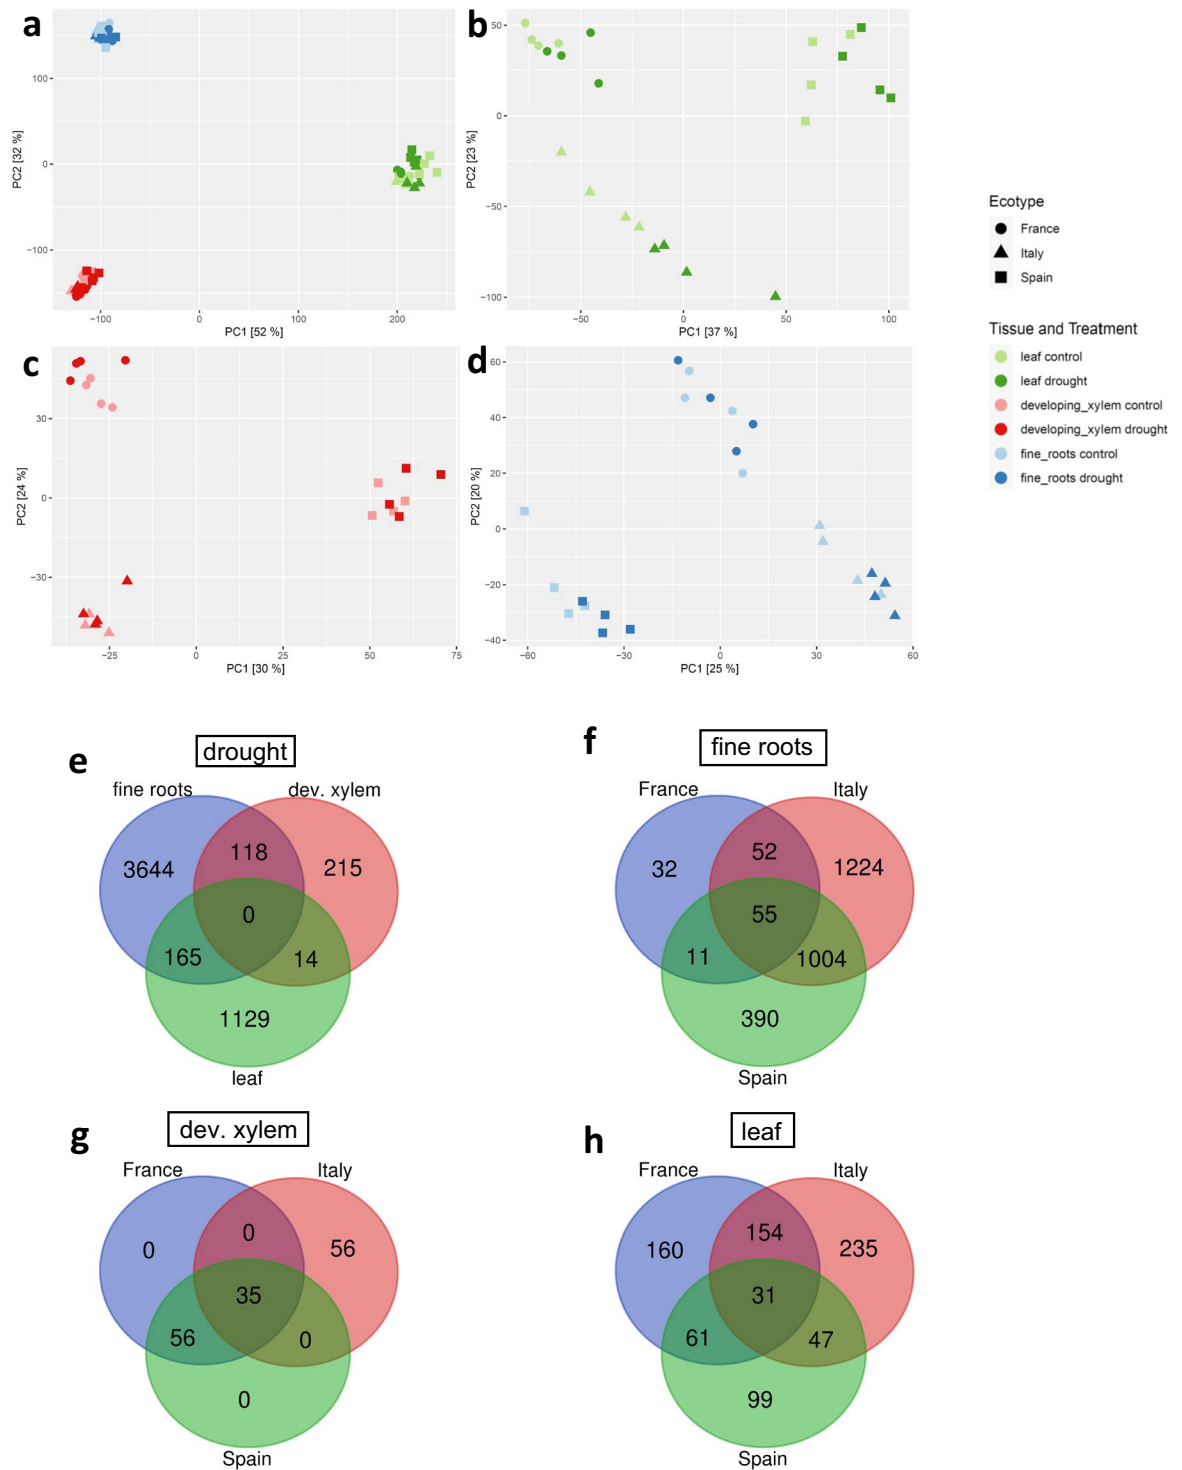 a
100
0
−100
PC2 [32 %]
−100
0
100
200
PC1 [52 %]
b
50
0
−50
−100
PC2 [23 %]
−50
0
50
100
PC1 [37 %]
Ecotype
France
Italy
Spain
Tissue and Treatment
leaf control
leaf drought
developing_xylem control
developing_xylem drought
fine_roots control
fine_roots drought
c
30
0
−30
PC2 [24 %]
−25
0
25
50
75
PC1 [30 %]
d
60
40
20
0
−20
−40
PC2 [20 %]
−60
−30
0
30
60
PC1 [25 %]
e
drought
fine roots
dev. xylem
3644
118
215
0
165
14
1129
leaf
f
fine roots
France
Italy
32
52
1224
55
11
1004
390
Spain
g
dev. xylem
France
Italy
0
0
56
35
56
0
0
Spain
h
leaf
France
Italy
160
154
235
31
61
47
99
Spain